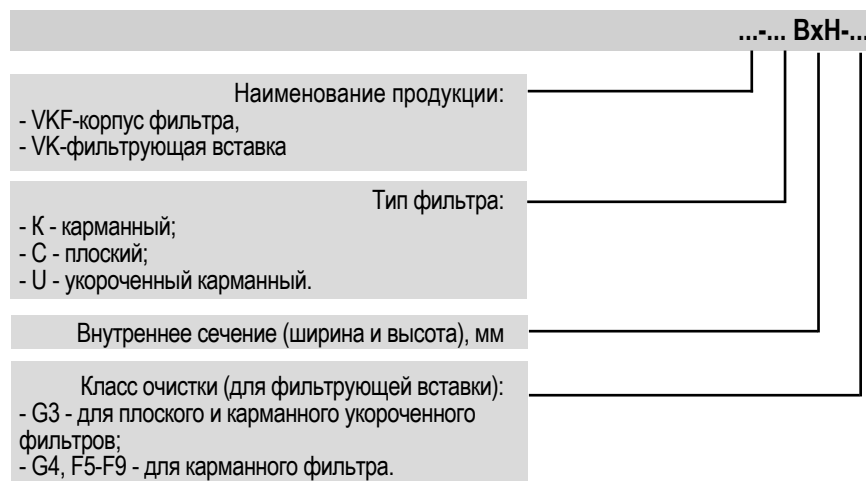 ...-... BxH-...
Наименование продукции:
- VKF-корпус фильтра,
- VK-фильтрующая вставка
Тип фильтра:
- К - карманный;
- С - плоский;
- U - укороченный карманный.
Внутреннее сечение (ширина и высота), мм
Класс очистки (для фильтрующей вставки):
- G3 - для плоского и карманного укороченного
фильтров;
- G4, F5-F9 - для карманного фильтра.